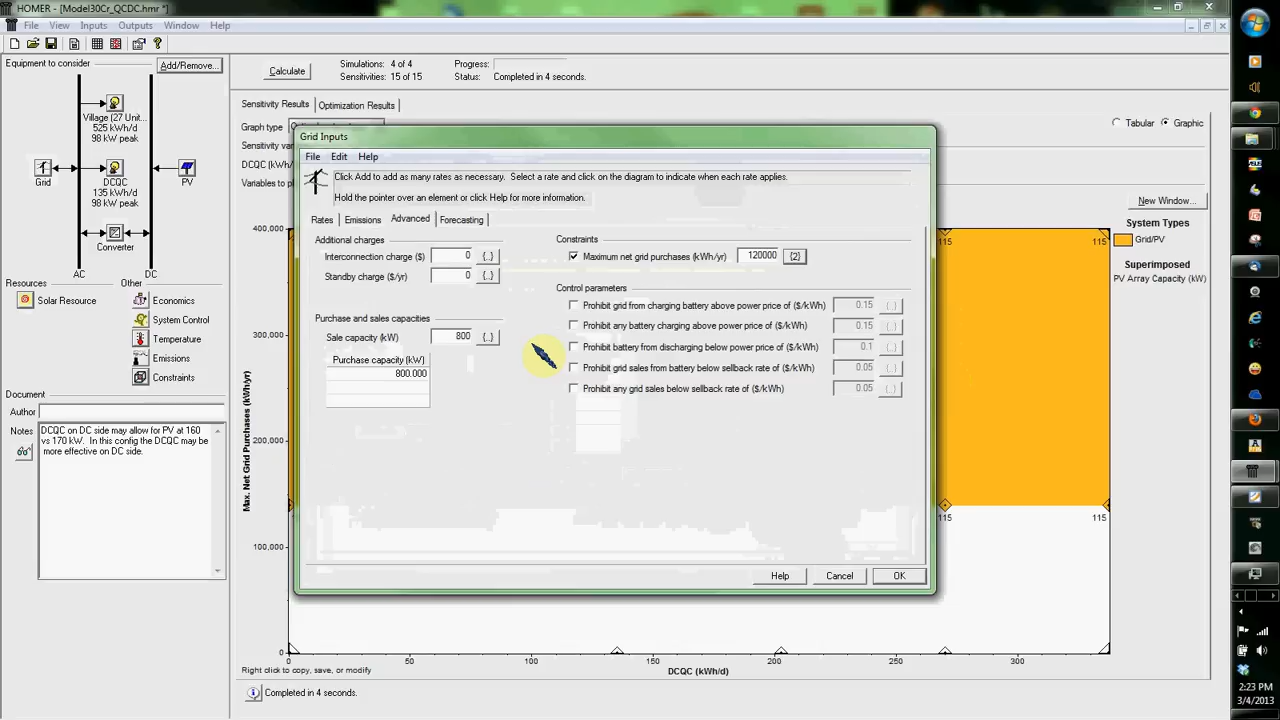 HOMER - [Model30Cr_QCDC.hmr *]
File View Inputs Outputs Window Help
Equipment to consider
Add/Remove...
Village (27 Unit...
525 kWh/d
98 kW peak
Grid
DCQC
135 kWh/d
98 kW peak
PV
Converter
AC
DC
Resources
Other
Solar Resource
Economics
System Control
Temperature
Emissions
Constraints
Document
Author
Notes
DCQC on DC side may allow for PV at 160
vs 170 kW. In this config the DCQC may be
more effective on DC side.
Calculate
Simulations: 4 of 4
Progress:
Sensitivities: 15 of 15
Status: Completed in 4 seconds.
Sensitivity Results
Optimization Results
Graph type
Tabular
Graphic
Sensitivity var
DCQC (kWh/
Variables to pl
New Window...
System Types
Grid/PV
Superimposed
PV Array Capacity (kW)
Grid Inputs
File Edit Help
Click Add to add as many rates as necessary. Select a rate and click on the diagram to indicate when each rate applies.
Hold the pointer over an element or click Help for more information.
Rates
Emissions
Advanced
Forecasting
Additional charges
Interconnection charge ($) 0 {..}
Standby charge ($/yr) 0 {..}
Purchase and sales capacities
Sale capacity (kW) 800 {..}
Purchase capacity (kW)
800.000
Constraints
Maximum net grid purchases (kWh/yr) 120000 {2}
Control parameters
Prohibit grid from charging battery above power price of ($/kWh) 0.15 {..}
Prohibit any battery charging above power price of ($/kWh) 0.15 {..}
Prohibit battery from discharging below power price of ($/kWh) 0.1 {..}
Prohibit grid sales from battery below sellback rate of ($/kWh) 0.05 {..}
Prohibit any grid sales below sellback rate of ($/kWh) 0.05 {..}
Help
Cancel
OK
Max. Net Grid Purchases (kWh/yr)
400,000
300,000
200,000
100,000
0
115
115
115
115
0
50
100
150
200
250
300
DCQC (kWh/d)
Right click to copy, save, or modify
Completed in 4 seconds.
2:23 PM
3/4/2013